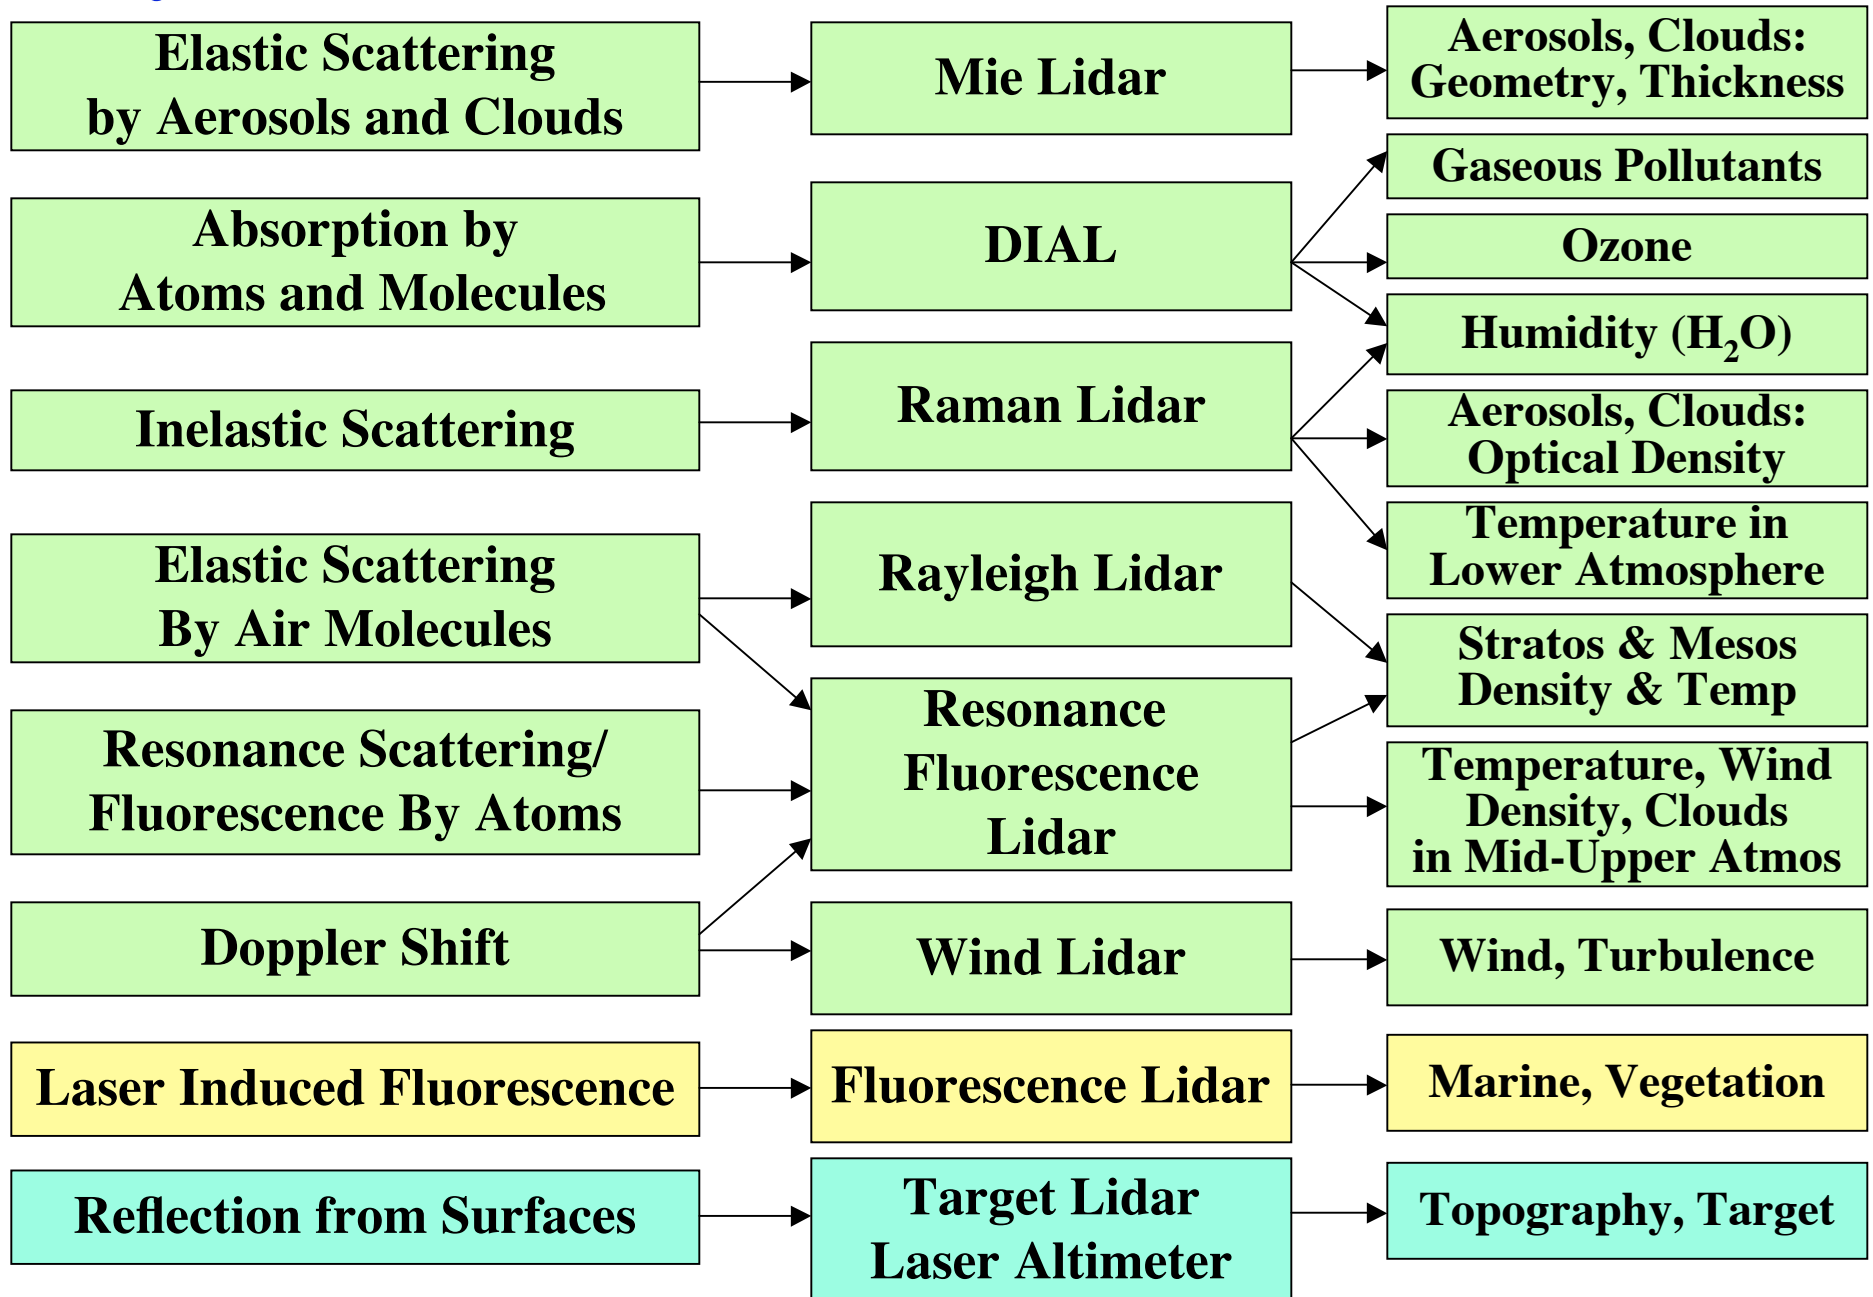 Elastic Scattering
by Aerosols and Clouds
Mie Lidar
Aerosols, Clouds:
Geometry, Thickness
Gaseous Pollutants
Absorption by
Atoms and Molecules
DIAL
Ozone
Humidity (H₂O)
Inelastic Scattering
Raman Lidar
Aerosols, Clouds:
Optical Density
Temperature in
Lower Atmosphere
Elastic Scattering
By Air Molecules
Rayleigh Lidar
Stratos & Mesos
Density & Temp
Resonance Scattering/
Fluorescence By Atoms
Resonance
Fluorescence
Lidar
Temperature, Wind
Density, Clouds
in Mid-Upper Atmos
Doppler Shift
Wind Lidar
Wind, Turbulence
Laser Induced Fluorescence
Fluorescence Lidar
Marine, Vegetation
Reflection from Surfaces
Target Lidar
Laser Altimeter
Topography, Target